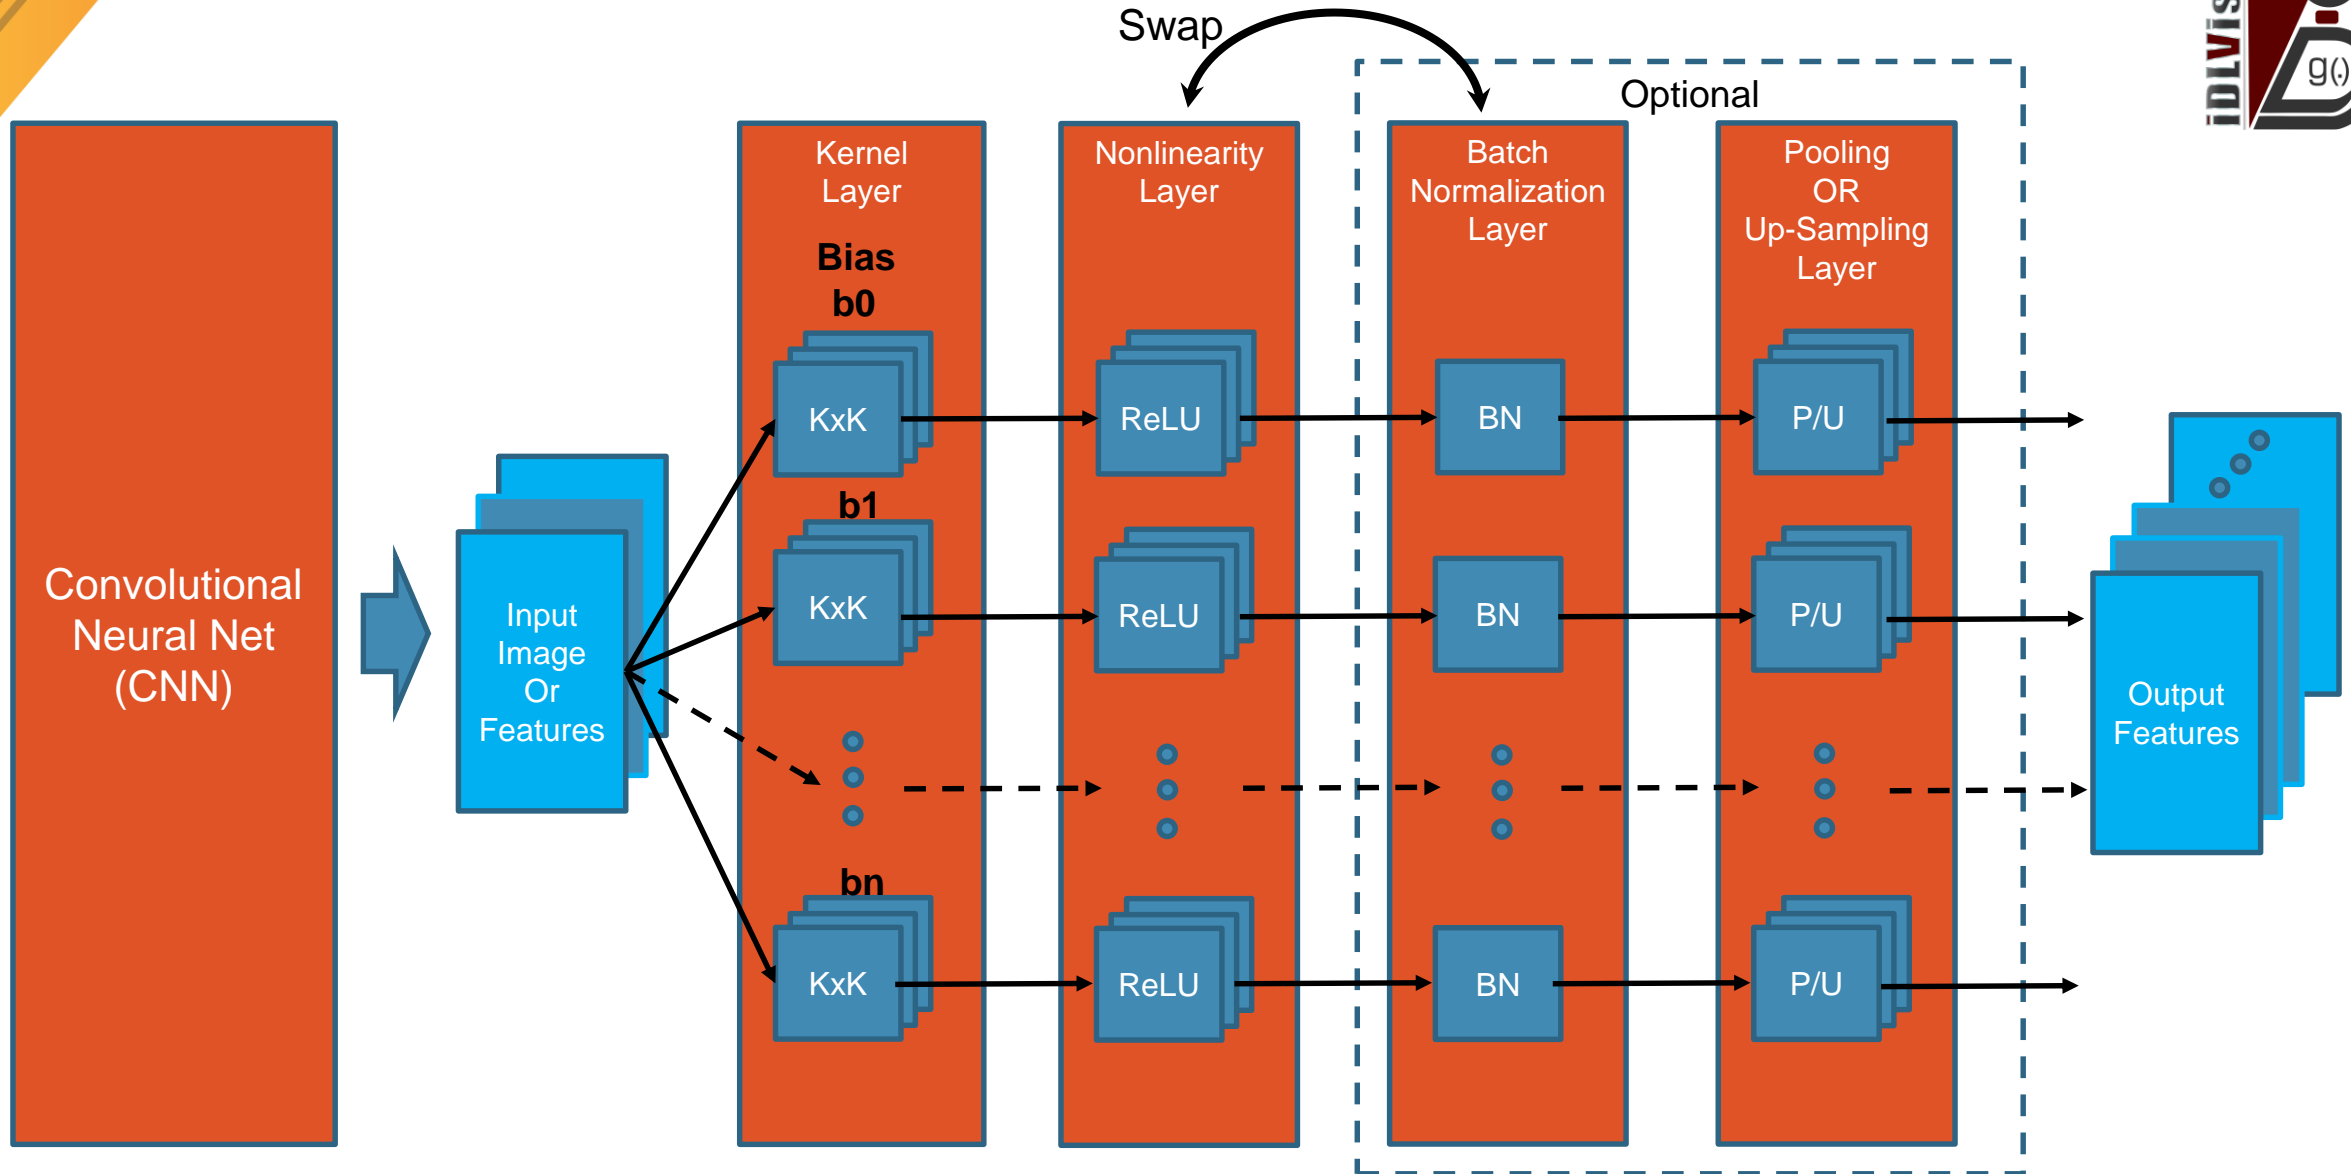 Swap
iDLVis
g(.)
Optional
Convolutional
Neural Net
(CNN)
Input
Image
Or
Features
Kernel
Layer
Bias
b0
KxK
b1
KxK
bn
KxK
Nonlinearity
Layer
ReLU
ReLU
ReLU
Batch
Normalization
Layer
BN
BN
BN
Pooling
OR
Up-Sampling
Layer
P/U
P/U
P/U
Output
Features